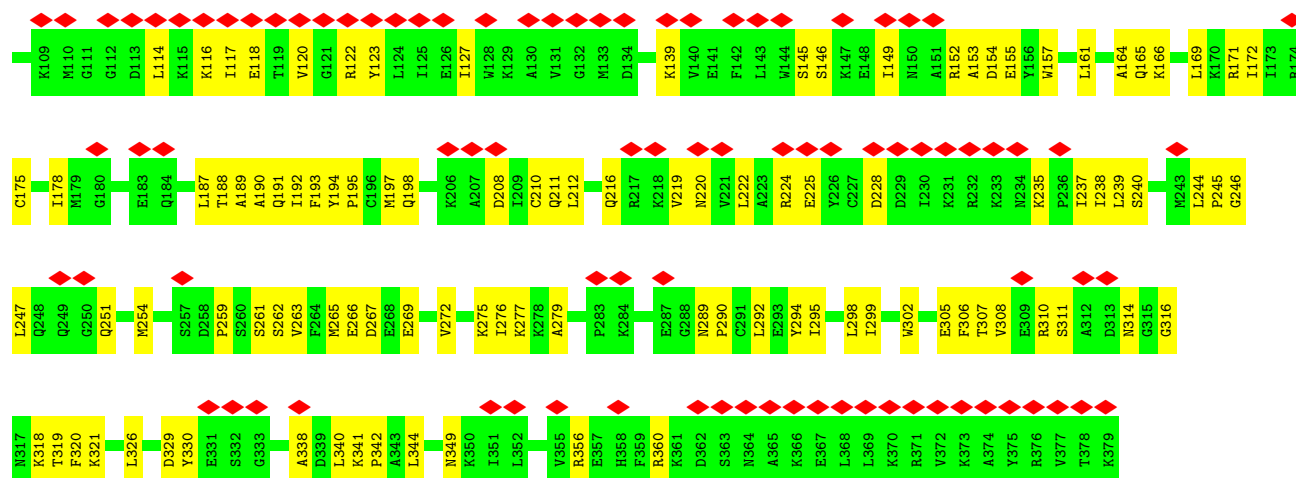 K109 M110 G111 G112 D113 L114 K115 K116 I117 E118 T119 V120 G121 R122 Y123 L124 I125 E126 I127 W128 K129 A130 V131 G132 M133 D134 K139 V140 E141 F142 L143 W144 S145 S146 K147 E148 I149 N150 A151 R152 A153 D154 E155 Y156 W157 L161 A164 Q165 K166 L169 K170 R171 I172 I173 R174
C175 I178 M179 G180 E183 Q184 L187 T188 A189 A190 Q191 I192 F193 Y194 P195 C196 M197 Q198 K206 A207 D208 I209 C210 Q211 L212 Q216 R217 K218 V219 N220 V221 L222 A223 R224 E225 Y226 C227 D228 D229 I230 K231 R232 K233 N234 K235 P236 I237 I238 L239 S240 M243 L244 P245 G246
L247 Q248 Q249 G250 Q251 M254 S257 D258 P259 S260 S261 S262 V263 F264 M265 E266 D267 E268 E269 V272 K275 I276 K277 K278 A279 P283 K284 E287 G288 N289 P290 C291 L292 E293 Y294 I295 L298 I299 W302 E305 F306 T307 V308 E309 R310 S311 A312 D313 N314 G315 G316
N317 K318 T319 F320 K321 L326 D329 Y330 E331 S332 G333 A338 D339 L340 K341 P342 A343 L344 N349 K350 I351 L352 V355 R356 E357 H358 F359 R360 K361 D362 S363 N364 A365 K366 E367 L368 L369 K370 R371 V372 K373 A374 Y375 R376 V377 T378 K379